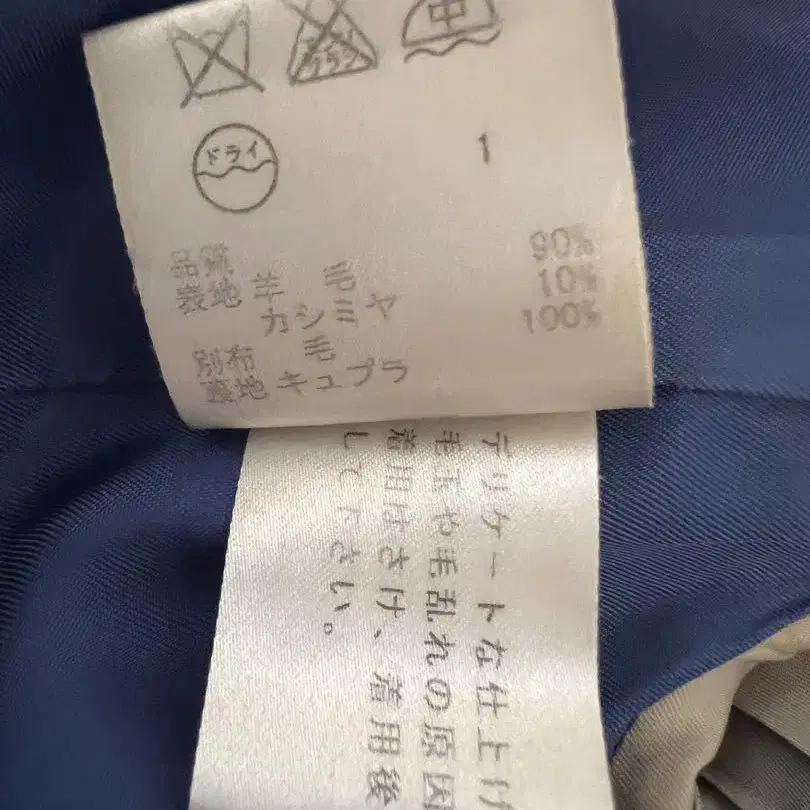 中
ドライ
1
品質
表地 羊 毛 90%
カシミヤ 10%
別布 毛 100%
裏地 キュプラ
デリケートな仕上げ
毛玉や毛乱れの原因
着用はさけ、着用後
して下さい。